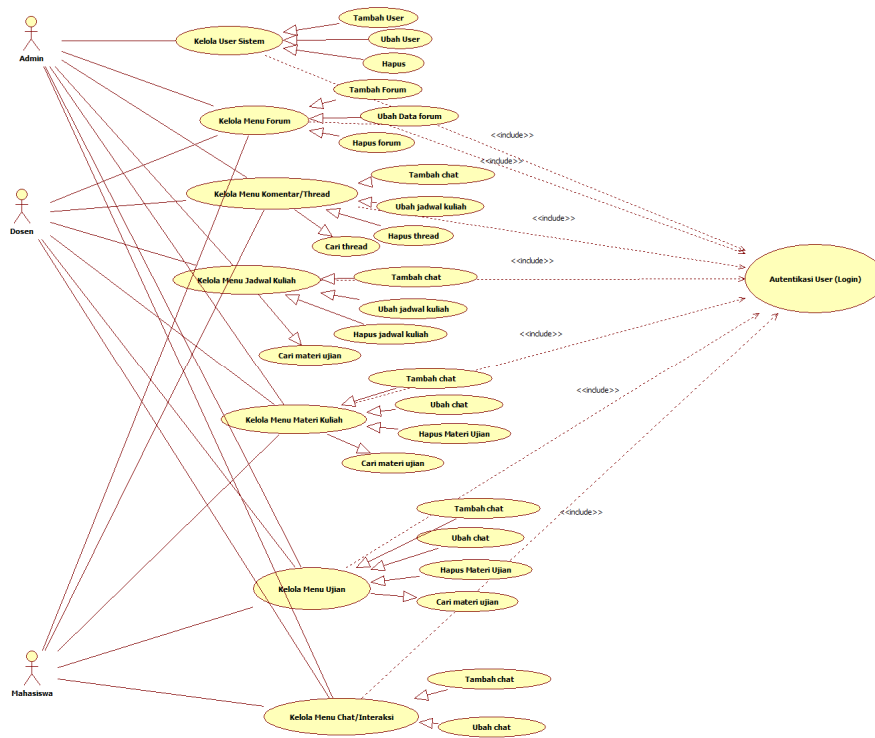 Tambah User
Kelola User Sistem
Ubah User
Admin
Hapus
Tambah Forum
Kelola Menu Forum
Ubah Data forum
<<include>>
Hapus forum
<<include>>
Tambah chat
Kelola Menu Komentar/Thread
Ubah jadwal kuliah
<<include>>
Dosen
Hapus thread
Cari thread
<<include>>
Kelola Menu Jadwal Kuliah
Tambah chat
Autentikasi User (Login)
Ubah jadwal kuliah
Hapus jadwal kuliah
<<include>>
Cari materi ujian
Tambah chat
<<include>>
Ubah chat
Kelola Menu Materi Kuliah
Hapus Materi Ujian
Cari materi ujian
Tambah chat
<<include>>
Ubah chat
Hapus Materi Ujian
Kelola Menu Ujian
Cari materi ujian
Tambah chat
Mahasiswa
Kelola Menu Chat/Interaksi
Ubah chat